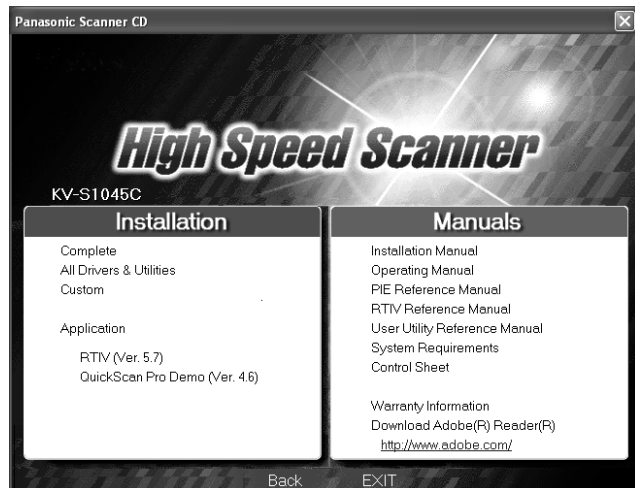 Panasonic Scanner CD
High Speed Scanner
KV-S1045C
Installation
Complete
All Drivers & Utilities
Custom
Application
RTIV (Ver. 5.7)
QuickScan Pro Demo (Ver. 4.6)
Manuals
Installation Manual
Operating Manual
PIE Reference Manual
RTIV Reference Manual
User Utility Reference Manual
System Requirements
Control Sheet
Warranty Information
Download Adobe(R) Reader(R)
http://www.adobe.com/
Back
EXIT